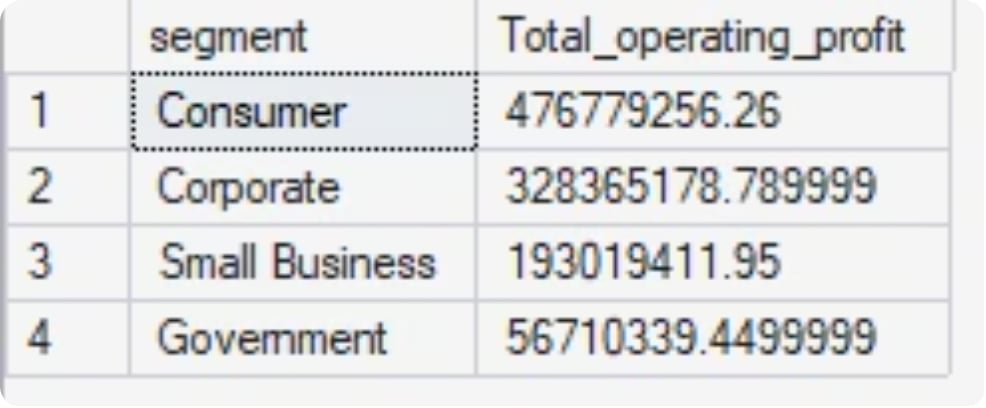 segment Total_operating_profit
1 Consumer 476779256.26
2 Corporate 328365178.789999
3 Small Business 193019411.95
4 Government 56710339.4499999